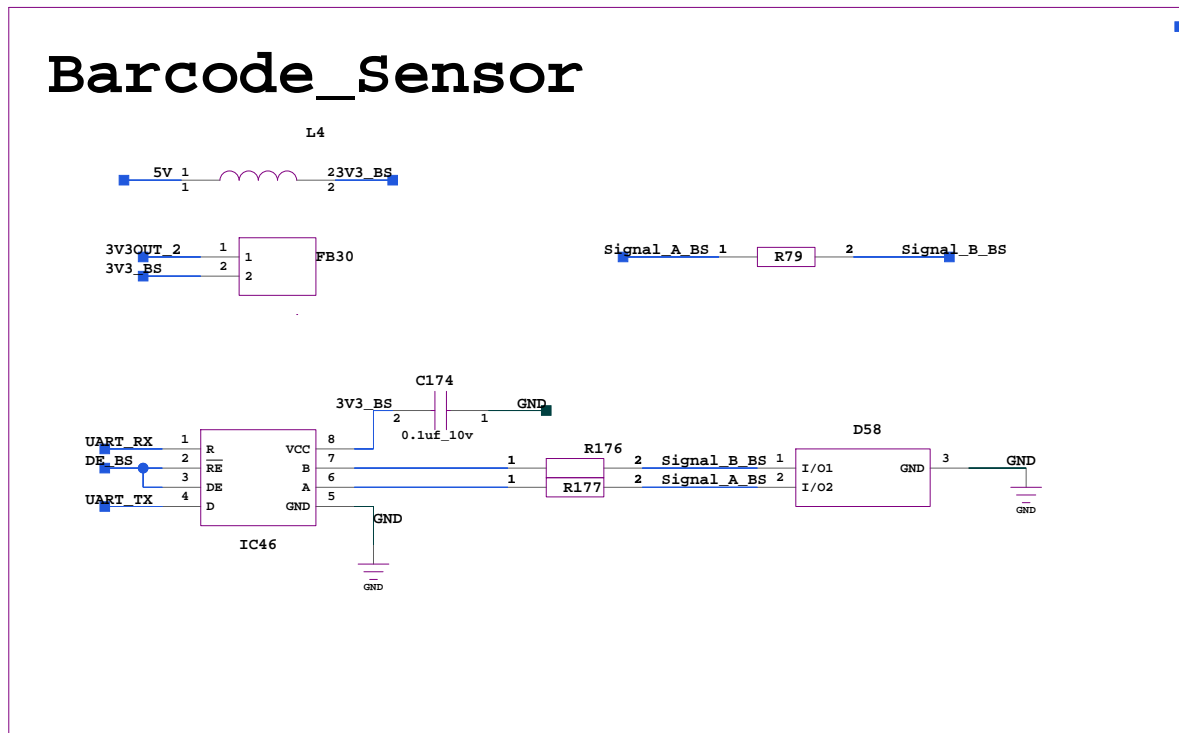 Barcode_Sensor
L4
5V 1 2 3V3_BS
1 2
3V3OUT_2 1 1 FB30
3V3_BS 2 2
Signal_A_BS 1 R79 2 Signal_B_BS
C174
3V3_BS 2 1 GND
0.1uf_10v
UART_RX 1 R VCC 8
DE_BS 2 RE B 7
3 DE A 6
UART_TX 4 D GND 5
GND
IC46
GND
R176
1 2 Signal_B_BS 1 I/O1
1 R177 2 Signal_A_BS 2 I/O2
D58
GND 3 GND
GND